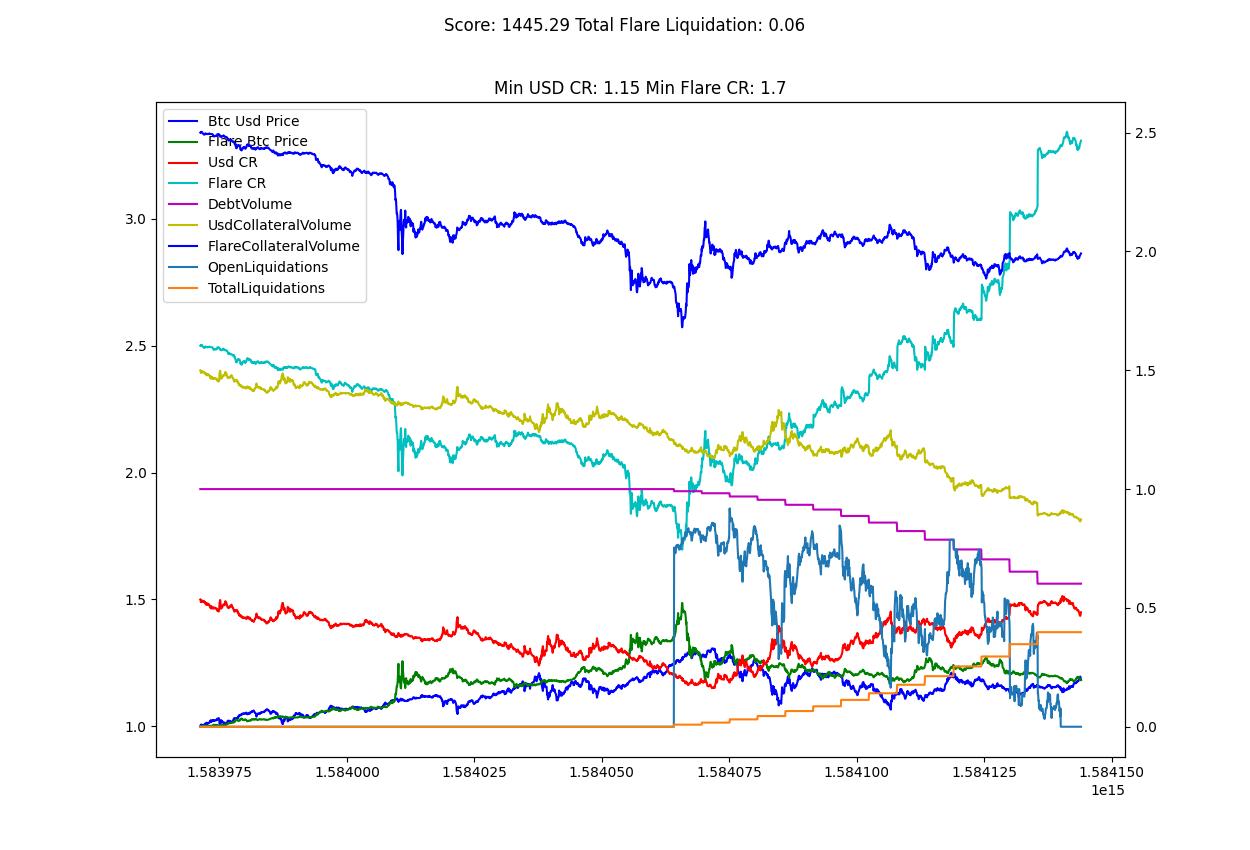 Score: 1445.29 Total Flare Liquidation: 0.06
Min USD CR: 1.15 Min Flare CR: 1.7
Btc Usd Price
Flare Btc Price
Usd CR
Flare CR
DebtVolume
UsdCollateralVolume
FlareCollateralVolume
OpenLiquidations
TotalLiquidations
3.0
2.5
2.0
1.5
1.0
2.5
2.0
1.5
1.0
0.5
0.0
1.583975 1.584000 1.584025 1.584050 1.584075 1.584100 1.584125 1.584150
1e15